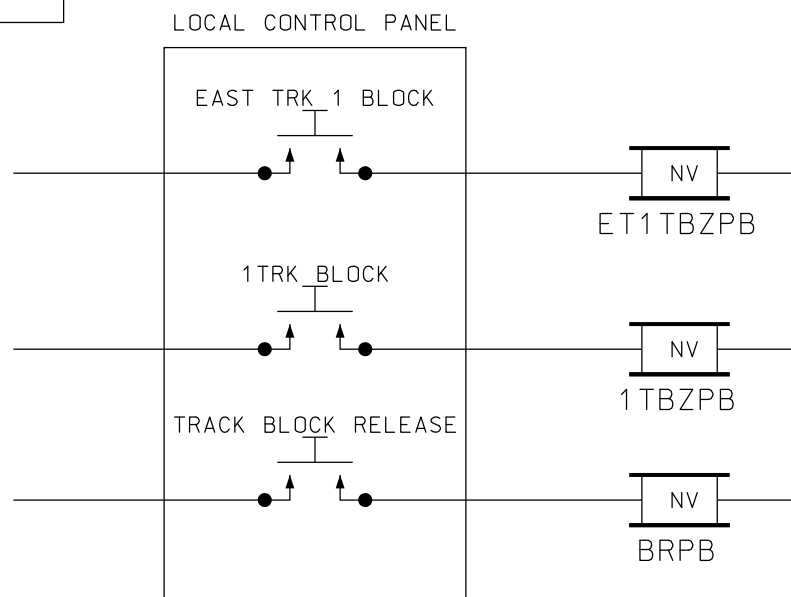 LOCAL CONTROL PANEL
EAST TRK 1 BLOCK
NV
ET1TBZPB
1TRK BLOCK
NV
1TBZPB
TRACK BLOCK RELEASE
NV
BRPB